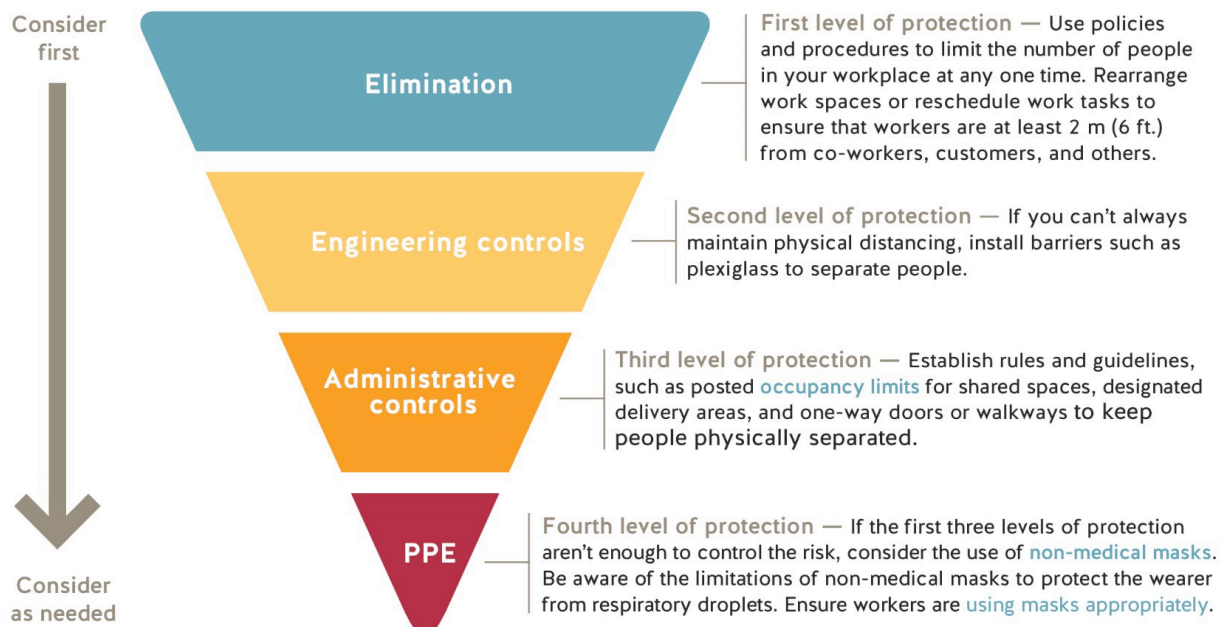 Consider
first
Elimination
First level of protection — Use policies
and procedures to limit the number of people
in your workplace at any one time. Rearrange
work spaces or reschedule work tasks to
ensure that workers are at least 2 m (6 ft.)
from co-workers, customers, and others.
Engineering controls
Second level of protection — If you can’t always
maintain physical distancing, install barriers such as
plexiglass to separate people.
Administrative
controls
Third level of protection — Establish rules and guidelines,
such as posted occupancy limits for shared spaces, designated
delivery areas, and one-way doors or walkways to keep
people physically separated.
PPE
Fourth level of protection — If the first three levels of protection
aren’t enough to control the risk, consider the use of non-medical masks.
Be aware of the limitations of non-medical masks to protect the wearer
from respiratory droplets. Ensure workers are using masks appropriately.
Consider
as needed